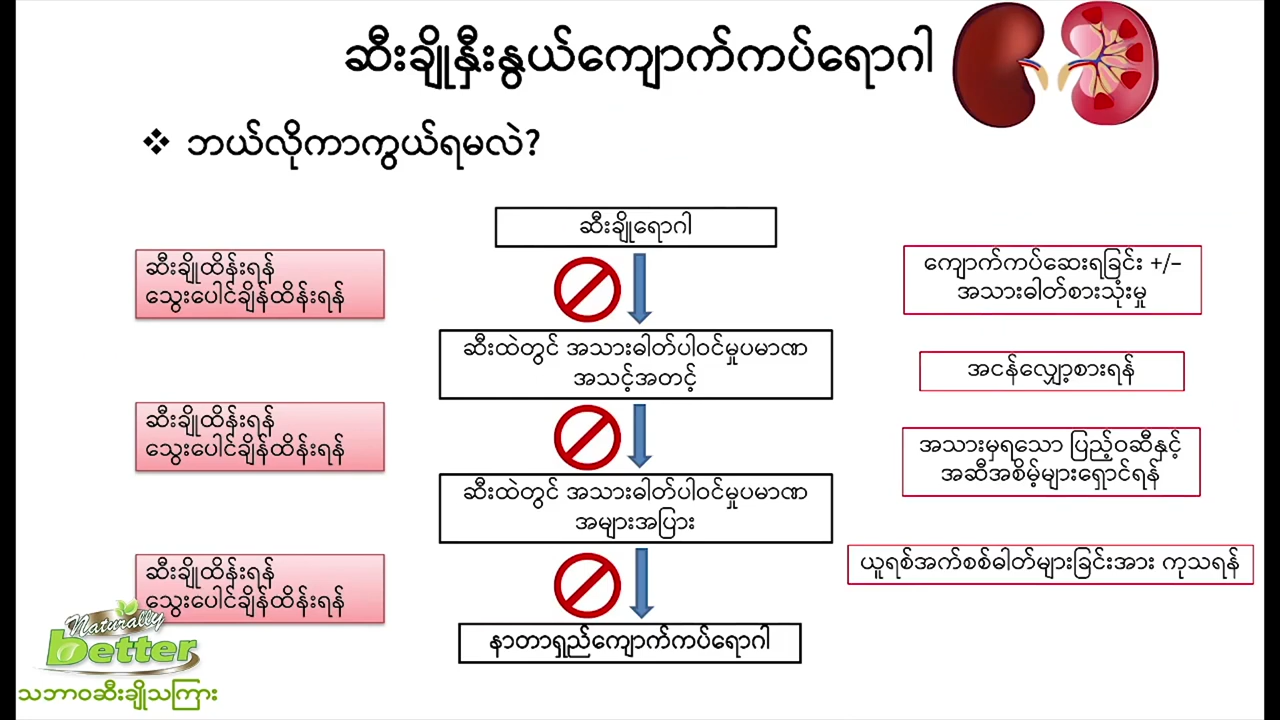 ဆီးချိုနှီးနွယ်ကျောက်ကပ်ရောဂါ
❖ ဘယ်လိုကာကွယ်ရမလဲ?
ဆီးချိုရောဂါ
ဆီးချိုထိန်းရန်
သွေးပေါင်ချိန်ထိန်းရန်
ကျောက်ကပ်ဆေးရခြင်း +/–
အသားဓါတ်စားသုံးမှု
ဆီးထဲတွင် အသားဓါတ်ပါဝင်မှုပမာဏ
အသင့်အတင့်
အငန်လျှော့စားရန်
ဆီးချိုထိန်းရန်
သွေးပေါင်ချိန်ထိန်းရန်
အသားမှရသော ပြည့်ဝဆီနှင့်
အဆီအစိမ့်များရှောင်ရန်
ဆီးထဲတွင် အသားဓါတ်ပါဝင်မှုပမာဏ
အများအပြား
ဆီးချိုထိန်းရန်
သွေးပေါင်ချိန်ထိန်းရန်
ယူရစ်အက်စစ်ဓါတ်များခြင်းအား ကုသရန်
နာတာရှည်ကျောက်ကပ်ရောဂါ
Naturally
better
သဘာဝဆီးချိုသကြား